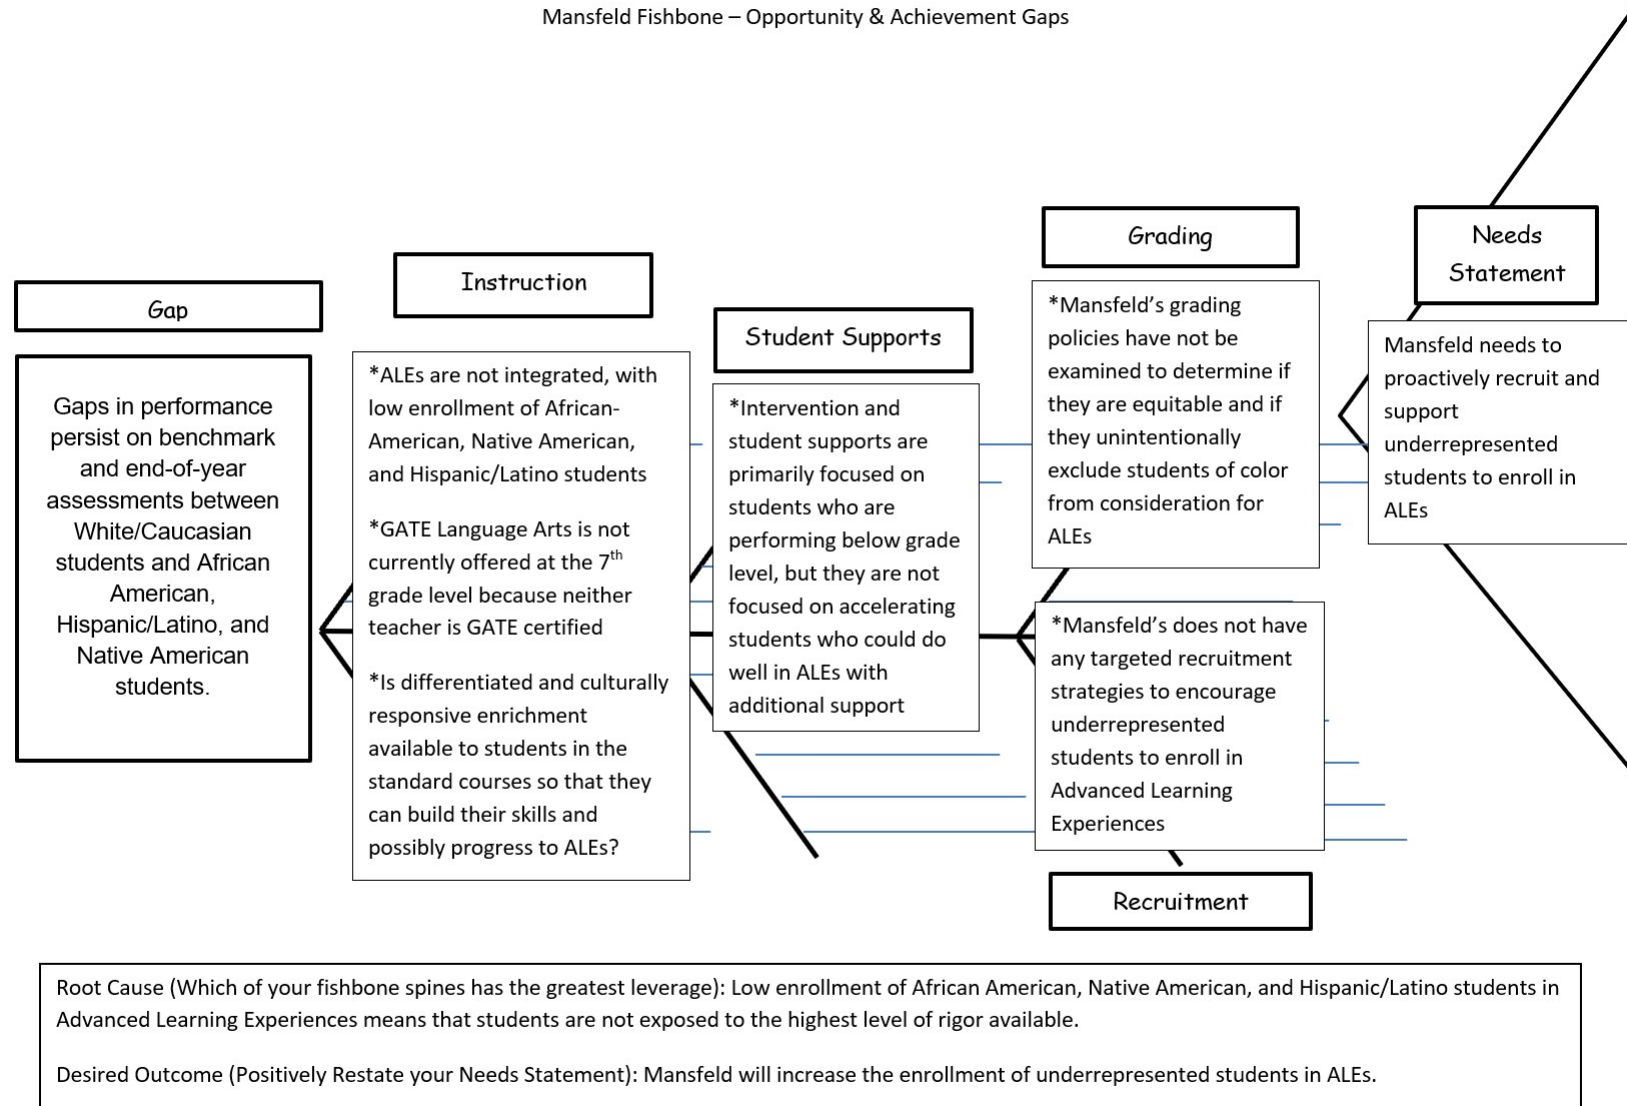 Mansfeld Fishbone – Opportunity & Achievement Gaps
Gap
Gaps in performance
persist on benchmark
and end-of-year
assessments between
White/Caucasian
students and African
American,
Hispanic/Latino, and
Native American
students.
Instruction
*ALEs are not integrated, with
low enrollment of African-
American, Native American,
and Hispanic/Latino students
*GATE Language Arts is not
currently offered at the 7th
grade level because neither
teacher is GATE certified
*Is differentiated and culturally
responsive enrichment
available to students in the
standard courses so that they
can build their skills and
possibly progress to ALEs?
Student Supports
*Intervention and
student supports are
primarily focused on
students who are
performing below grade
level, but they are not
focused on accelerating
students who could do
well in ALEs with
additional support
Grading
*Mansfeld’s grading
policies have not be
examined to determine if
they are equitable and if
they unintentionally
exclude students of color
from consideration for
ALEs
*Mansfeld’s does not have
any targeted recruitment
strategies to encourage
underrepresented
students to enroll in
Advanced Learning
Experiences
Recruitment
Needs
Statement
Mansfeld needs to
proactively recruit and
support
underrepresented
students to enroll in
ALEs
Root Cause (Which of your fishbone spines has the greatest leverage): Low enrollment of African American, Native American, and Hispanic/Latino students in
Advanced Learning Experiences means that students are not exposed to the highest level of rigor available.
Desired Outcome (Positively Restate your Needs Statement): Mansfeld will increase the enrollment of underrepresented students in ALEs.